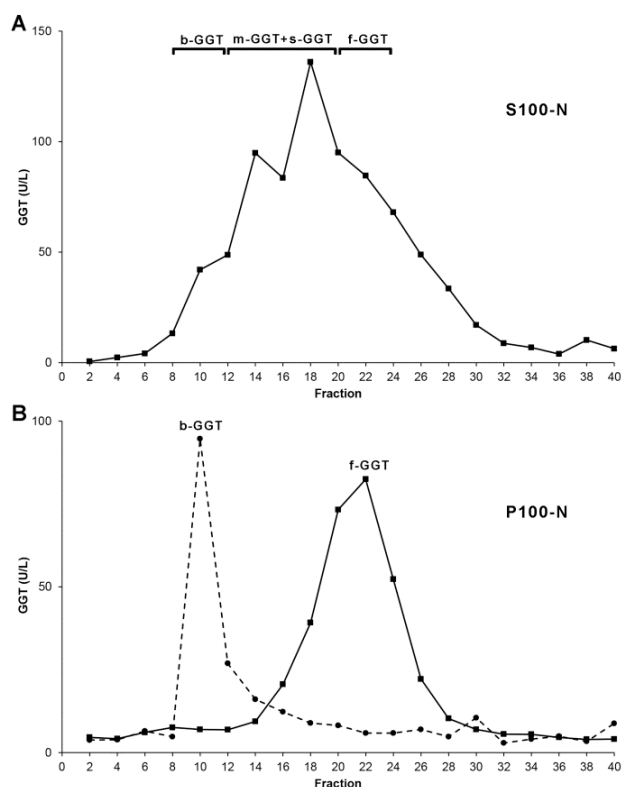 A
150
b-GGT m-GGT+s-GGT f-GGT
S100-N
100
GGT (U/L)
50
0
0 2 4 6 8 10 12 14 16 18 20 22 24 26 28 30 32 34 36 38 40
Fraction
B
100
b-GGT
f-GGT
P100-N
GGT (U/L)
50
0
0 2 4 6 8 10 12 14 16 18 20 22 24 26 28 30 32 34 36 38 40
Fraction